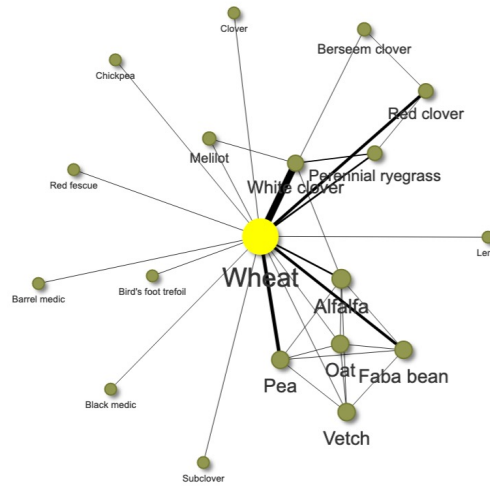 Clover
Berseem clover
Chickpea
Red clover
Melilot
Perennial ryegrass
White clover
Red fescue
Wheat
Bird's foot trefoil
Barrel medic
Alfalfa
Oat
Faba bean
Pea
Black medic
Vetch
Subclover